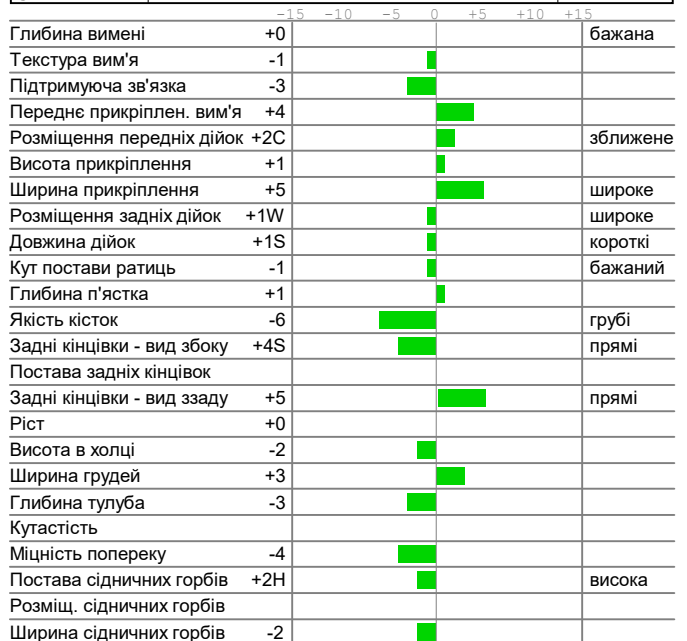 -15 -10 -5 0 +5 +10 +15
Глибина вимені +0 бажана
Текстура вим'я -1
Підтримуюча зв'язка -3
Переднє прикріплен. вим'я +4
Розміщення передніх дійок +2C зближене
Висота прикріплення +1
Ширина прикріплення +5 широке
Розміщення задніх дійок +1W широке
Довжина дійок +1S короткі
Кут постави ратиць -1 бажаний
Глибина п'ястка +1
Якість кісток -6 грубі
Задні кінцівки - вид збоку +4S прямі
Постава задніх кінцівок
Задні кінцівки - вид ззаду +5 прямі
Ріст +0
Висота в холці -2
Ширина грудей +3
Глибина тулуба -3
Кутастість
Міцність попереку -4
Постава сідничних горбів +2H висока
Розміщ. сідничних горбів
Ширина сідничних горбів -2